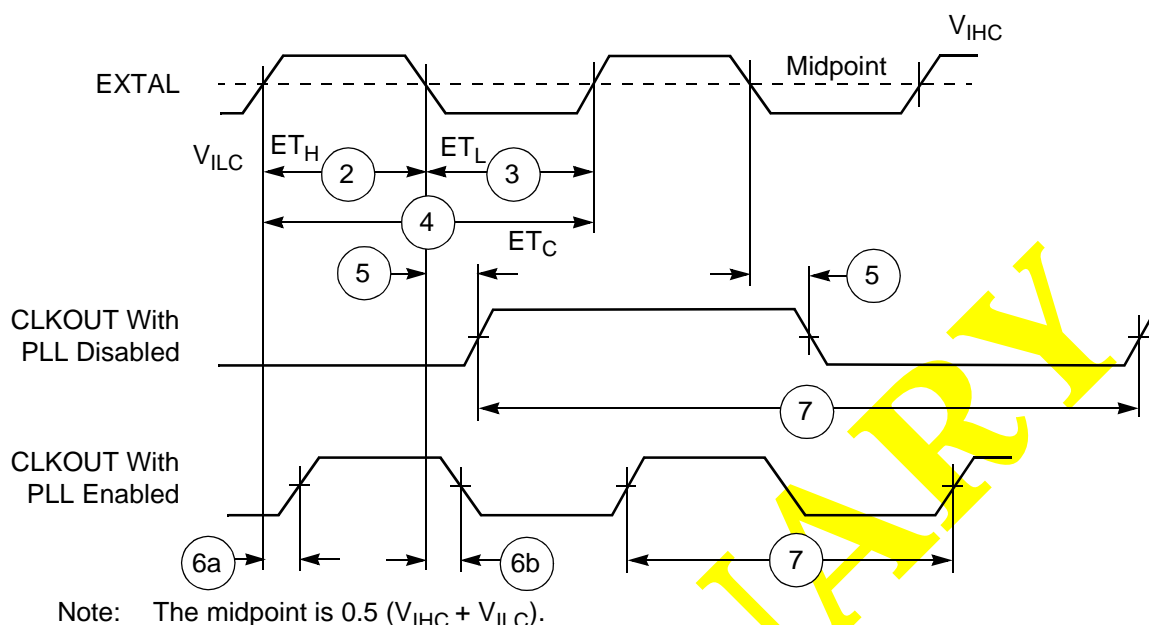 V_IHC
EXTAL
Midpoint
V_ILC
ET_H
2
ET_L
3
4
ET_C
5
5
CLKOUT With
PLL Disabled
7
CLKOUT With
PLL Enabled
6a
6b
7
Note: The midpoint is 0.5 (V_IHC + V_ILC).
ARY